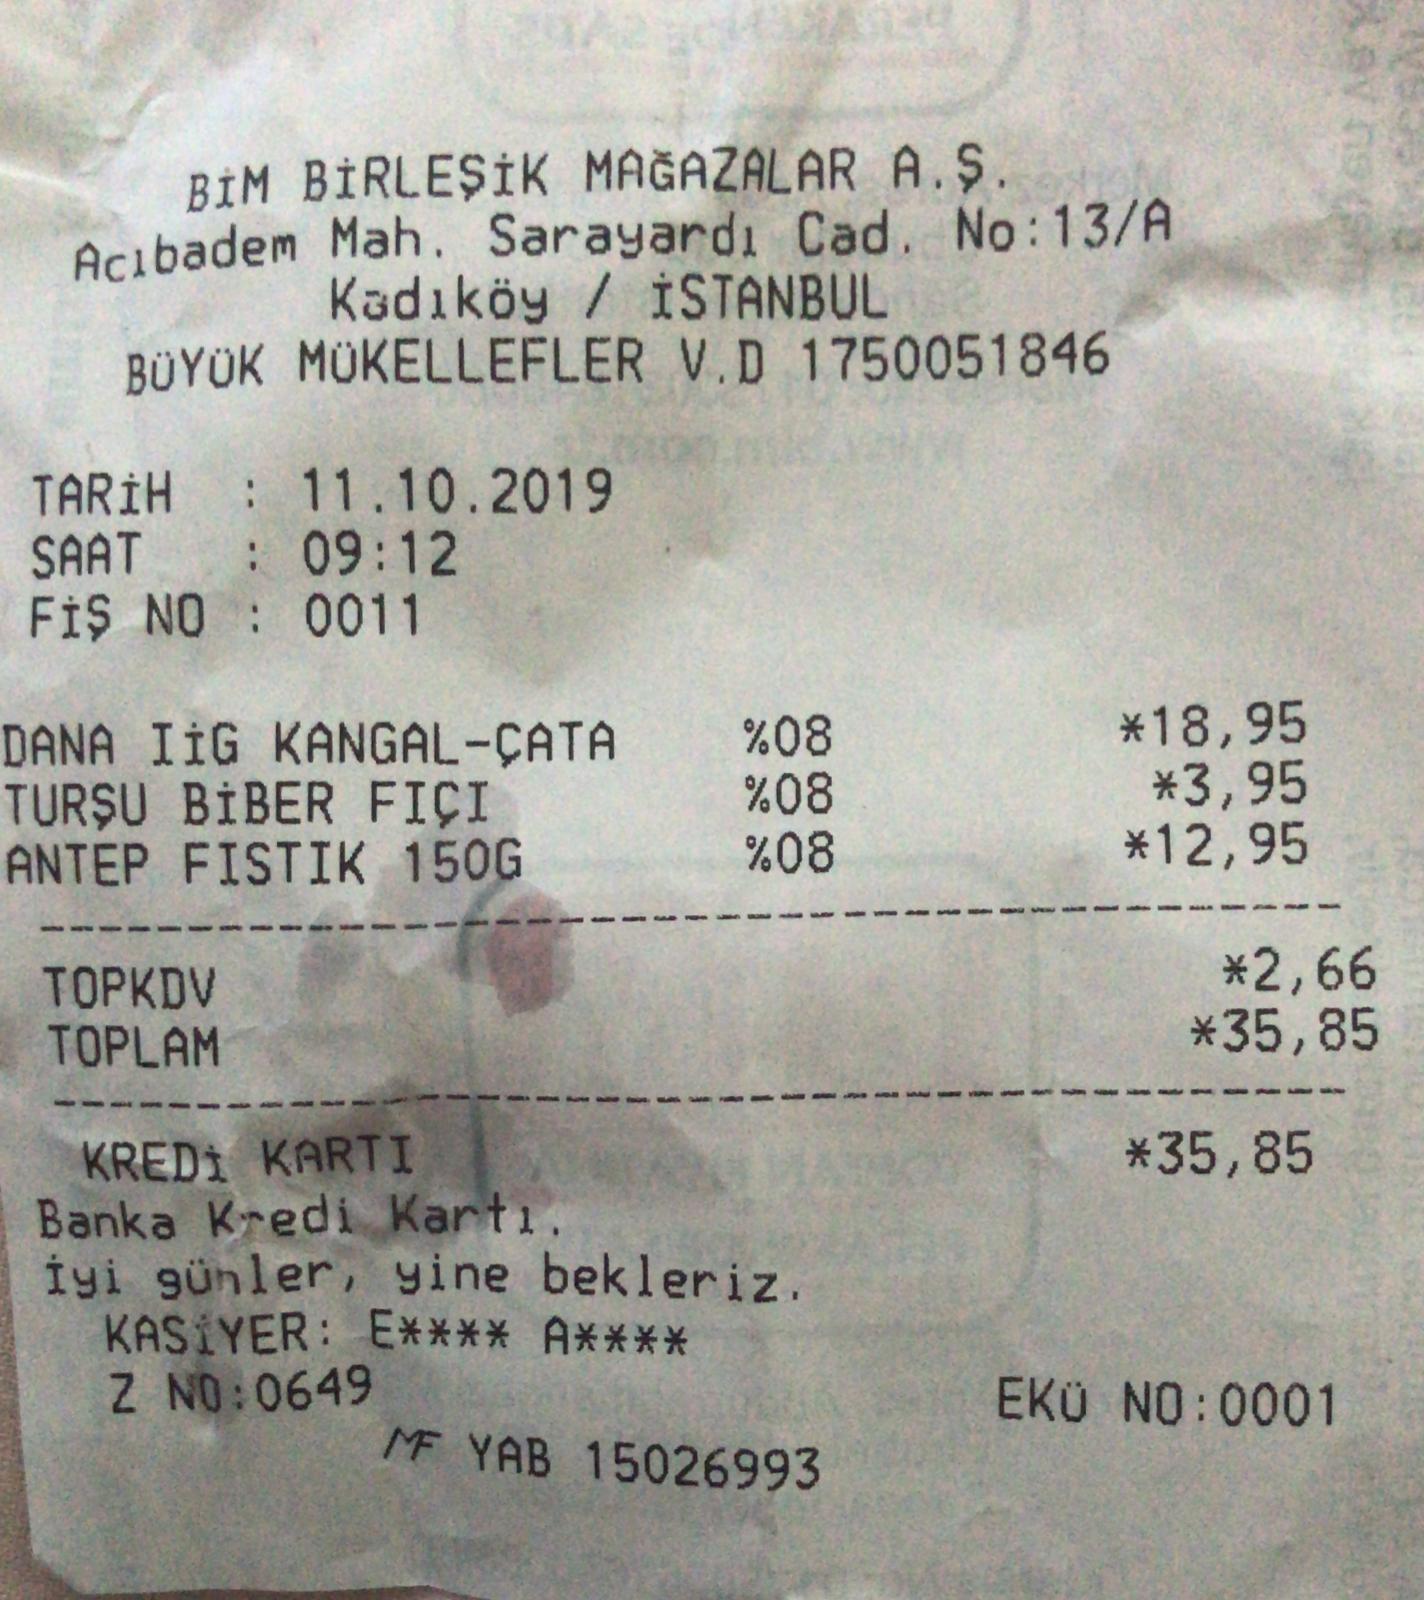 BİM BİRLEŞİK MAĞAZALAR A.Ş.
Acıbadem Mah. Sarayardı Cad. No:13/A
Kadıköy / İSTANBUL
BÜYÜK MÜKELLEFLER V.D 1750051846
TARİH : 11.10.2019
SAAT : 09:12
FİŞ NO : 0011
DANA IİG KANGAL-ÇATA %08 *18,95
TURŞU BİBER FIÇI %08 *3,95
ANTEP FISTIK 150G %08 *12,95
TOPKDV *2,66
TOPLAM *35,85
KREDİ KARTI *35,85
Banka Kredi Kartı.
İyi günler, yine bekleriz.
KASİYER: E**** A****
Z NO:0649 EKÜ NO:0001
MF YAB 15026993